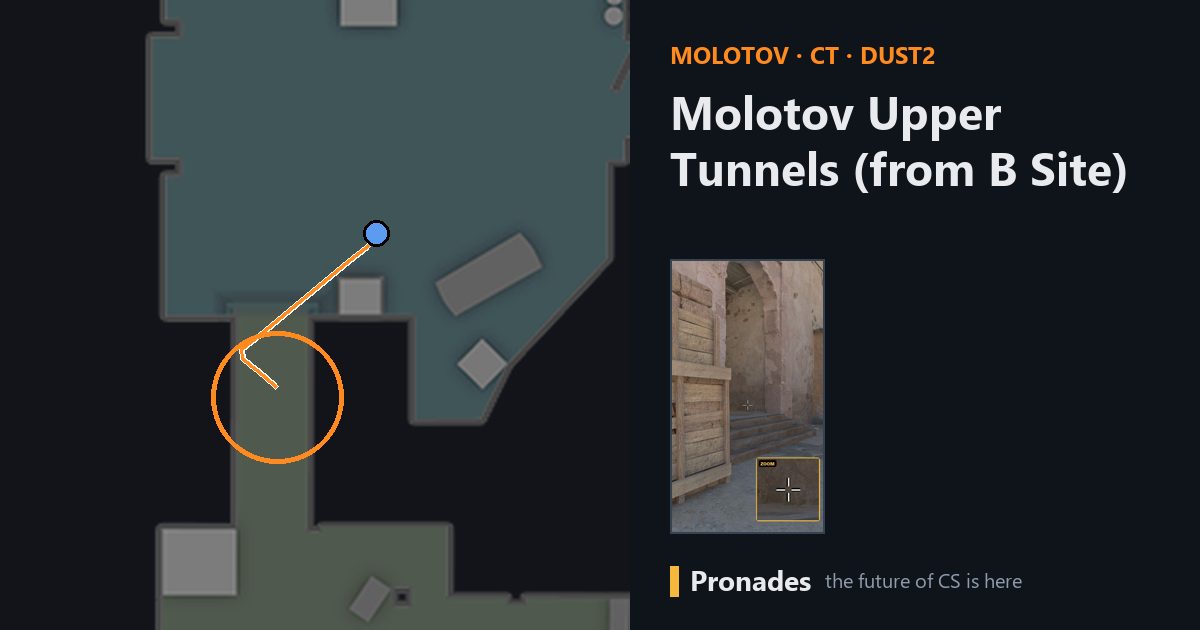 MOLOTOV · CT · DUST2
Molotov Upper
Tunnels (from B Site)
ZOOM
Pronades the future of CS is here